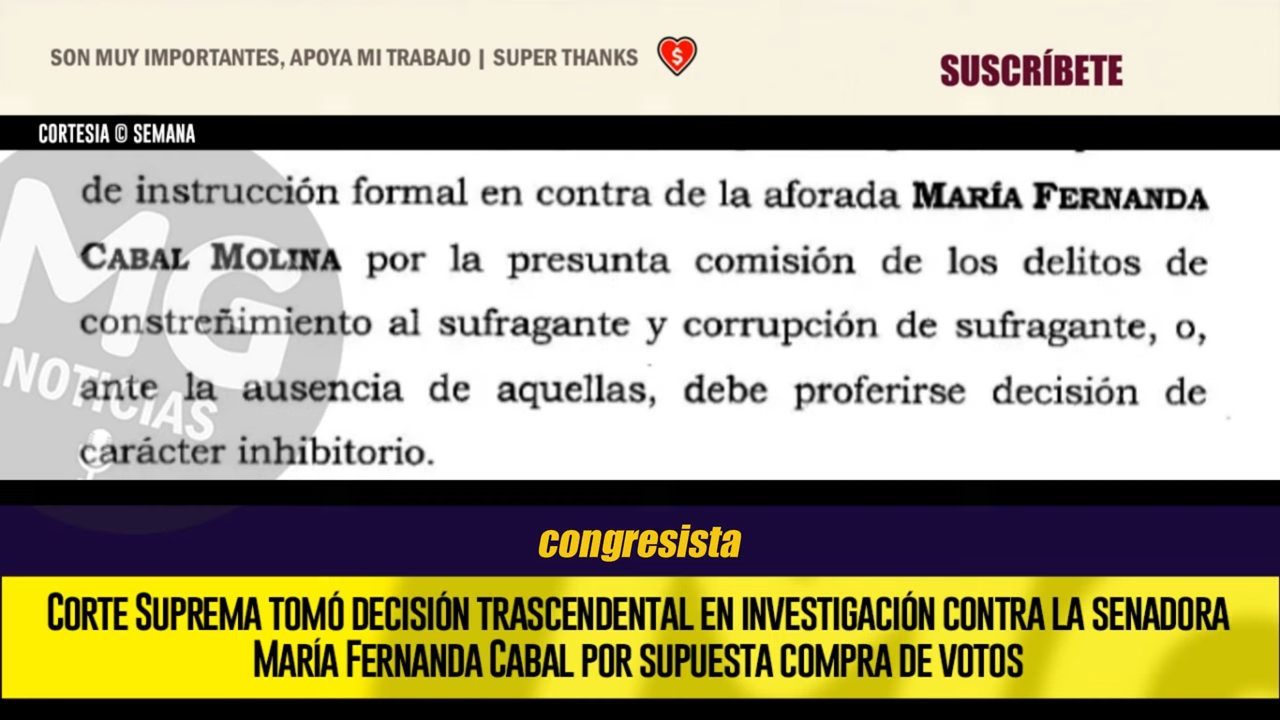 SON MUY IMPORTANTES, APOYA MI TRABAJO | SUPER THANKS
SUSCRÍBETE
CORTESIA © SEMANA
de instrucción formal en contra de la aforada MARÍA FERNANDA
CABAL MOLINA por la presunta comisión de los delitos de
constreñimiento al sufragante y corrupción de sufragante, o,
ante la ausencia de aquellas, debe proferirse decisión de
carácter inhibitorio.
MG
NOTICIAS
congresista
CORTE SUPREMA TOMÓ DECISIÓN TRASCENDENTAL EN INVESTIGACIÓN CONTRA LA SENADORA
MARÍA FERNANDA CABAL POR SUPUESTA COMPRA DE VOTOS